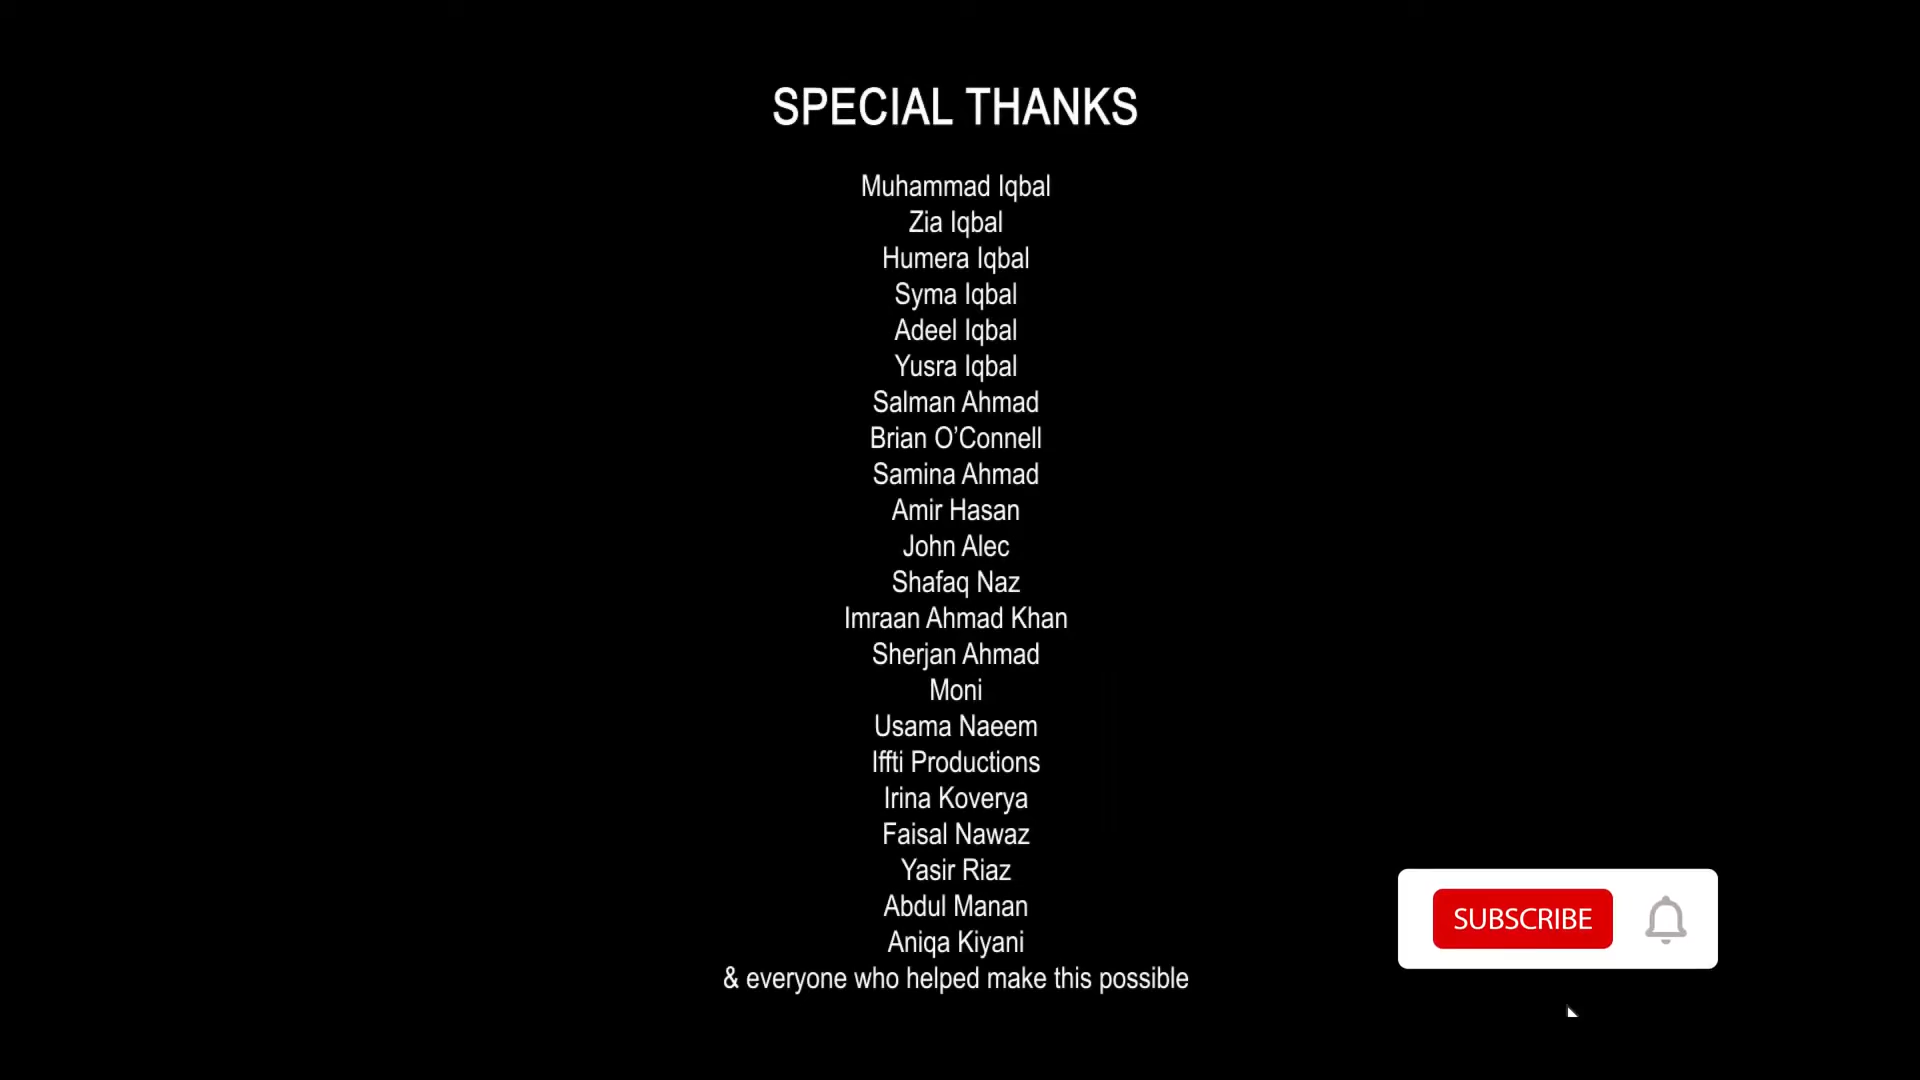 SPECIAL THANKS
Muhammad Iqbal
Zia Iqbal
Humera Iqbal
Syma Iqbal
Adeel Iqbal
Yusra Iqbal
Salman Ahmad
Brian O’Connell
Samina Ahmad
Amir Hasan
John Alec
Shafaq Naz
Imraan Ahmad Khan
Sherjan Ahmad
Moni
Usama Naeem
Iffti Productions
Irina Koverya
Faisal Nawaz
Yasir Riaz
Abdul Manan
Aniqa Kiyani
& everyone who helped make this possible
SUBSCRIBE